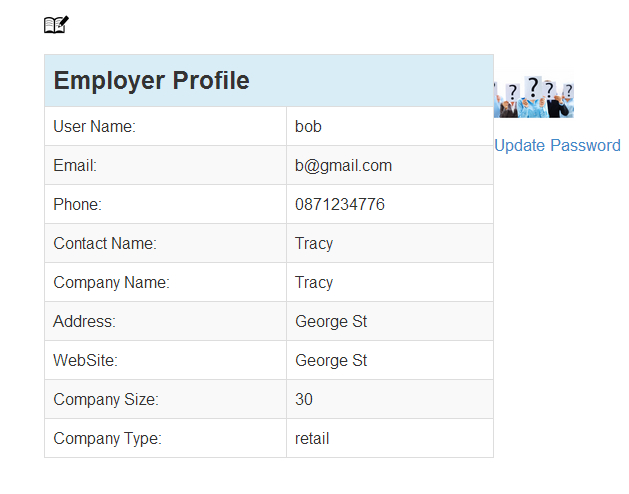 Employer Profile
User Name: bob
Email: b@gmail.com
Phone: 0871234776
Contact Name: Tracy
Company Name: Tracy
Address: George St
WebSite: George St
Company Size: 30
Company Type: retail
? ? ? ?
Update Password